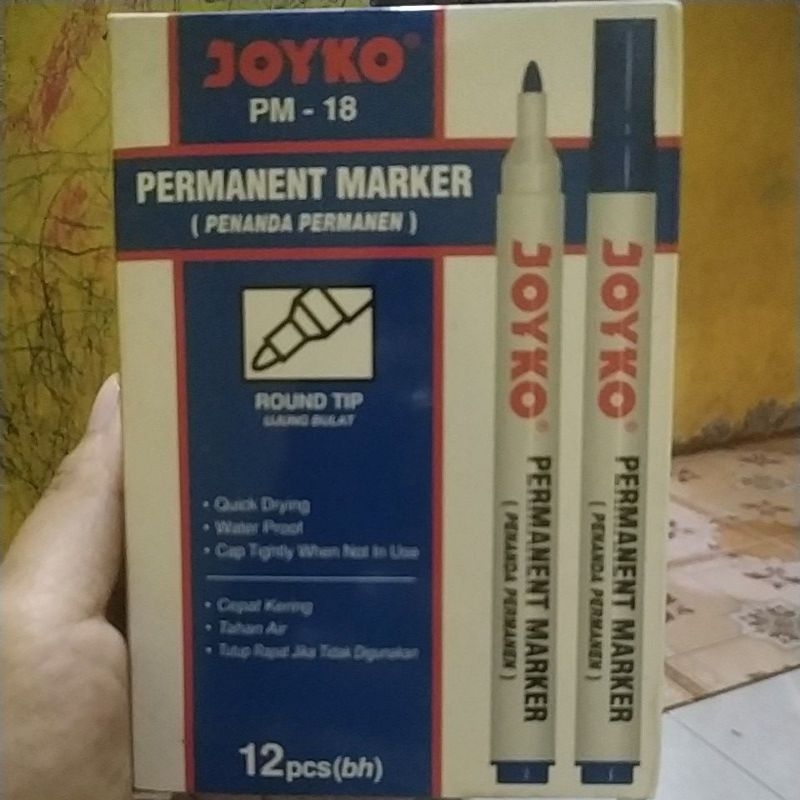 JOYKO®
PM - 18
PERMANENT MARKER
( PENANDA PERMANEN )
ROUND TIP
UJUNG BULAT
• Quick Drying
• Water Proof
• Cap Tightly When Not In Use
• Cepat Kering
• Tahan Air
• Tutup Rapat Jika Tidak Digunakan
12pcs(bh)
JOYKO®
PERMANENT MARKER
( PENANDA PERMANEN )
JOYKO®
PERMANENT MARKER
( PENANDA PERMANEN )